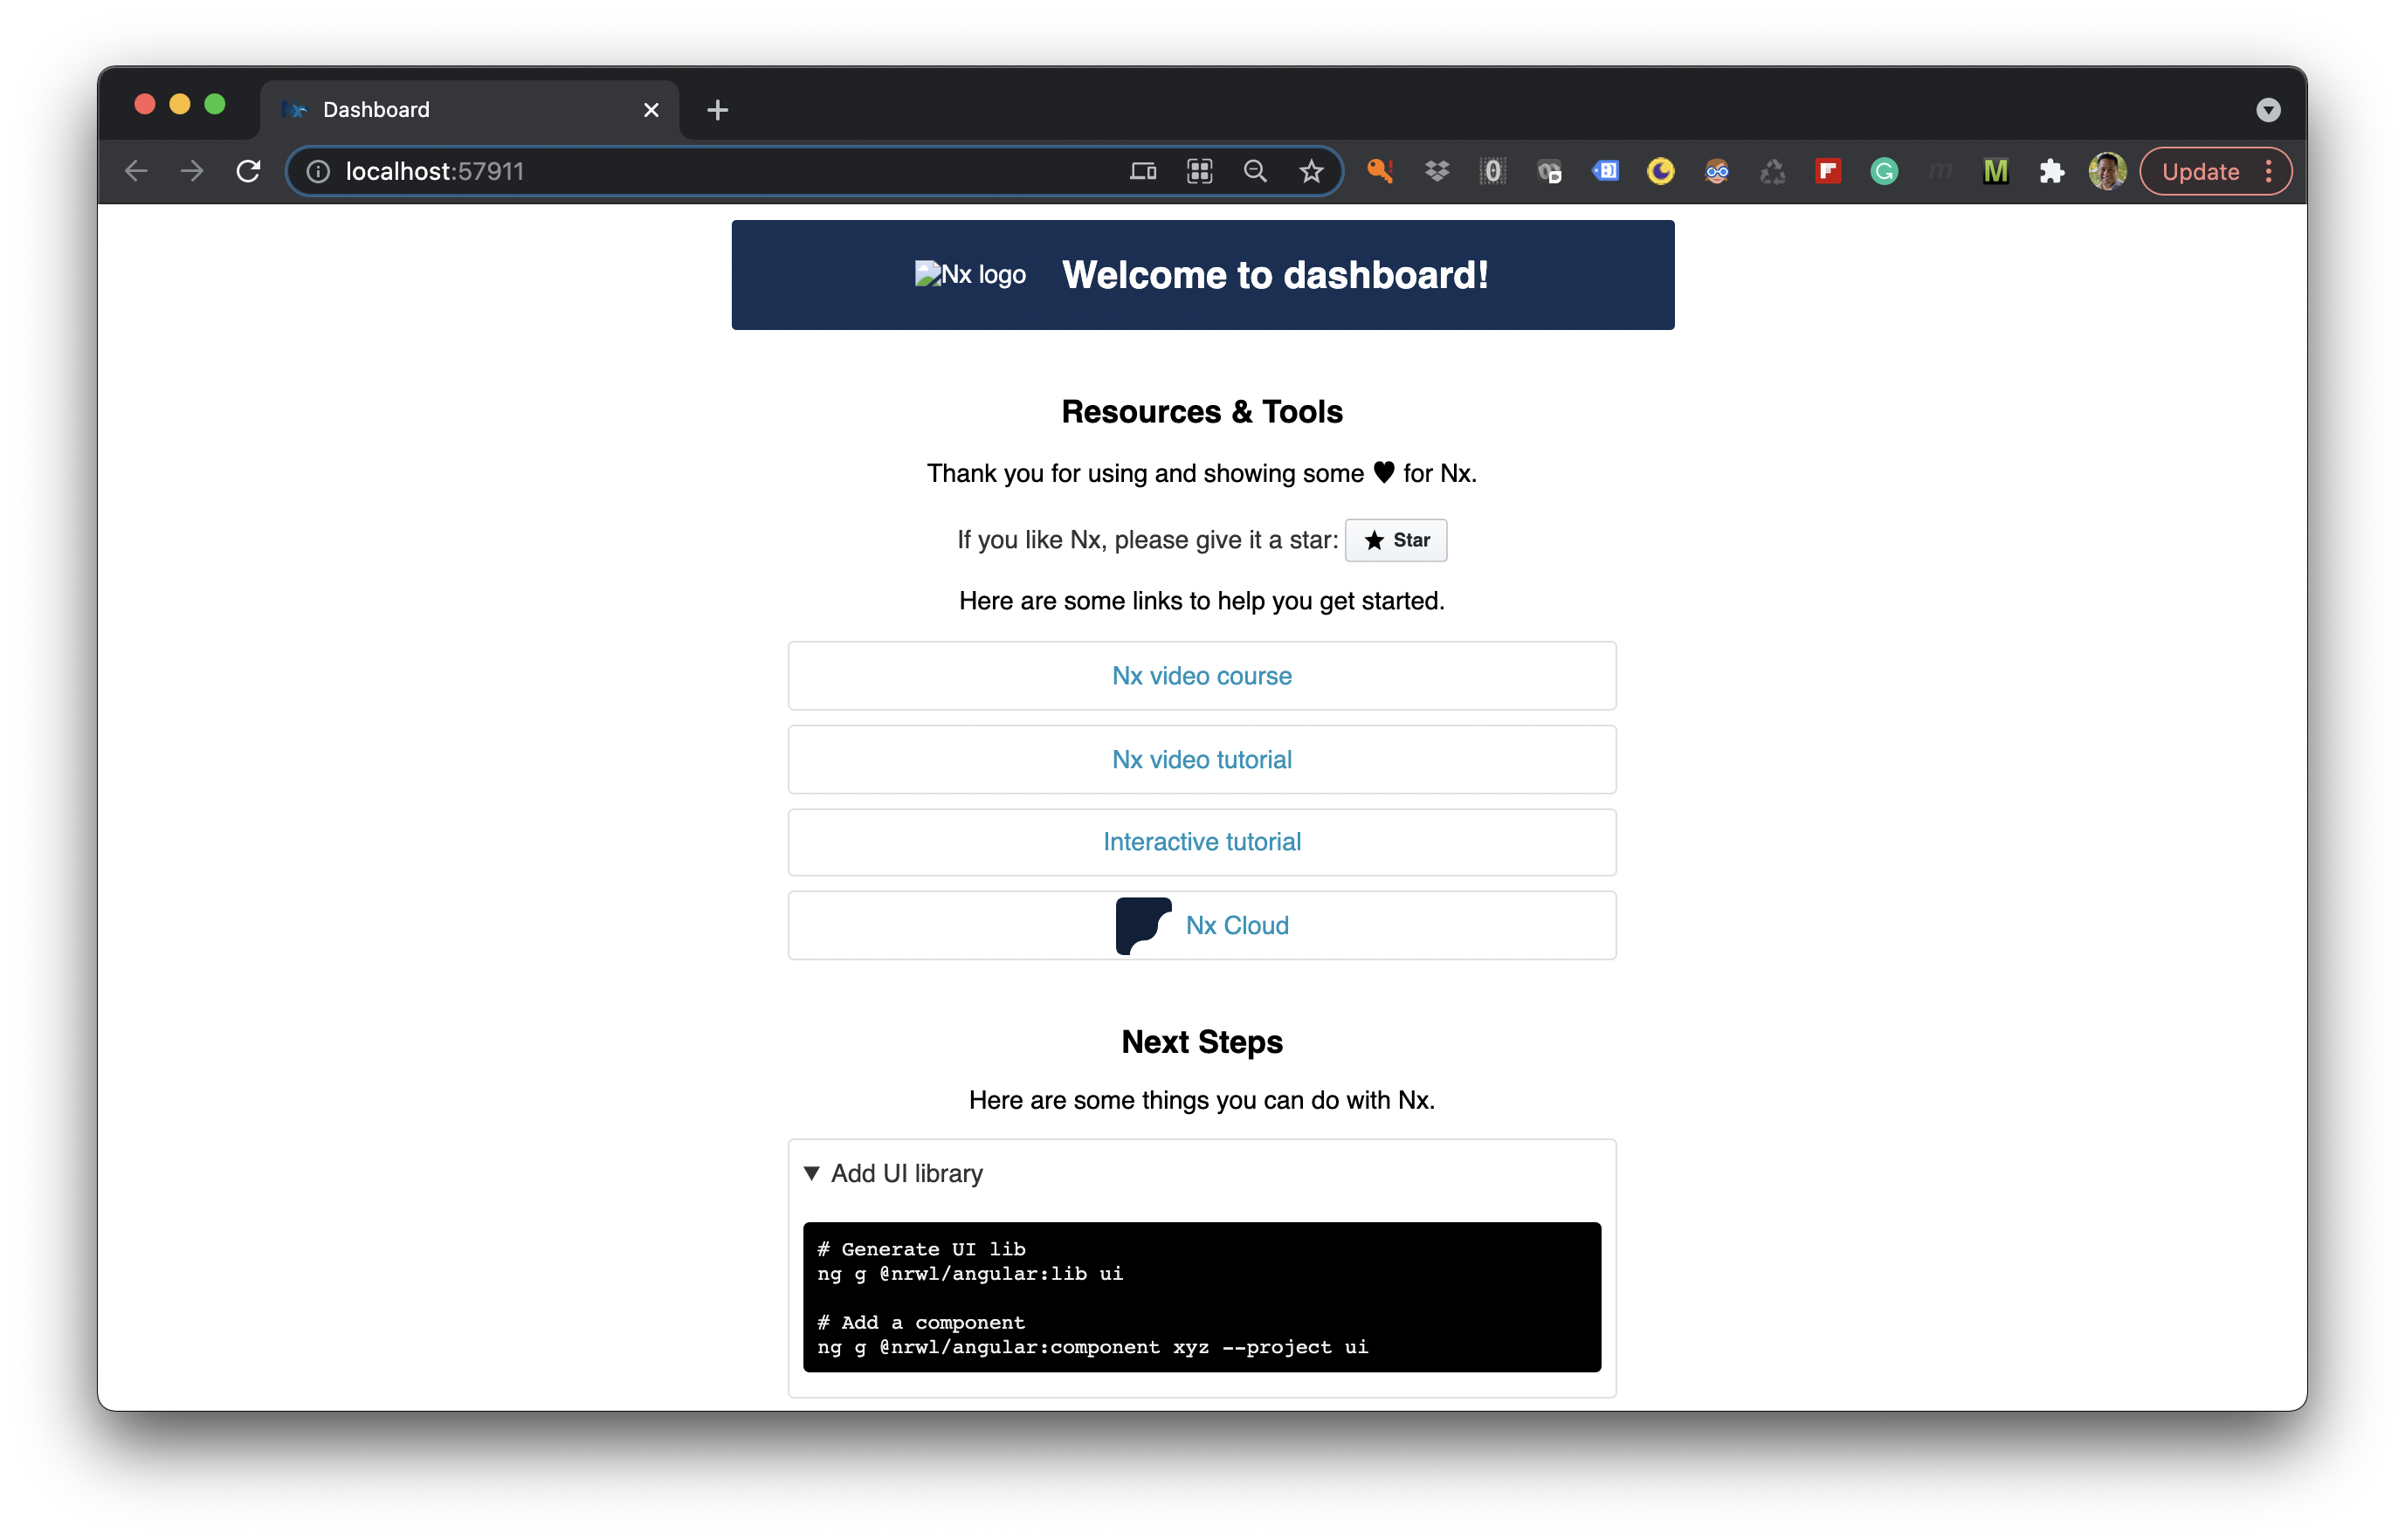 Dashboard
localhost:57911
Update
Nx logo
Welcome to dashboard!
Resources & Tools
Thank you for using and showing some ♥ for Nx.
If you like Nx, please give it a star: ★ Star
Here are some links to help you get started.
Nx video course
Nx video tutorial
Interactive tutorial
Nx Cloud
Next Steps
Here are some things you can do with Nx.
▼ Add UI library
# Generate UI lib
ng g @nrwl/angular:lib ui
# Add a component
ng g @nrwl/angular:component xyz --project ui